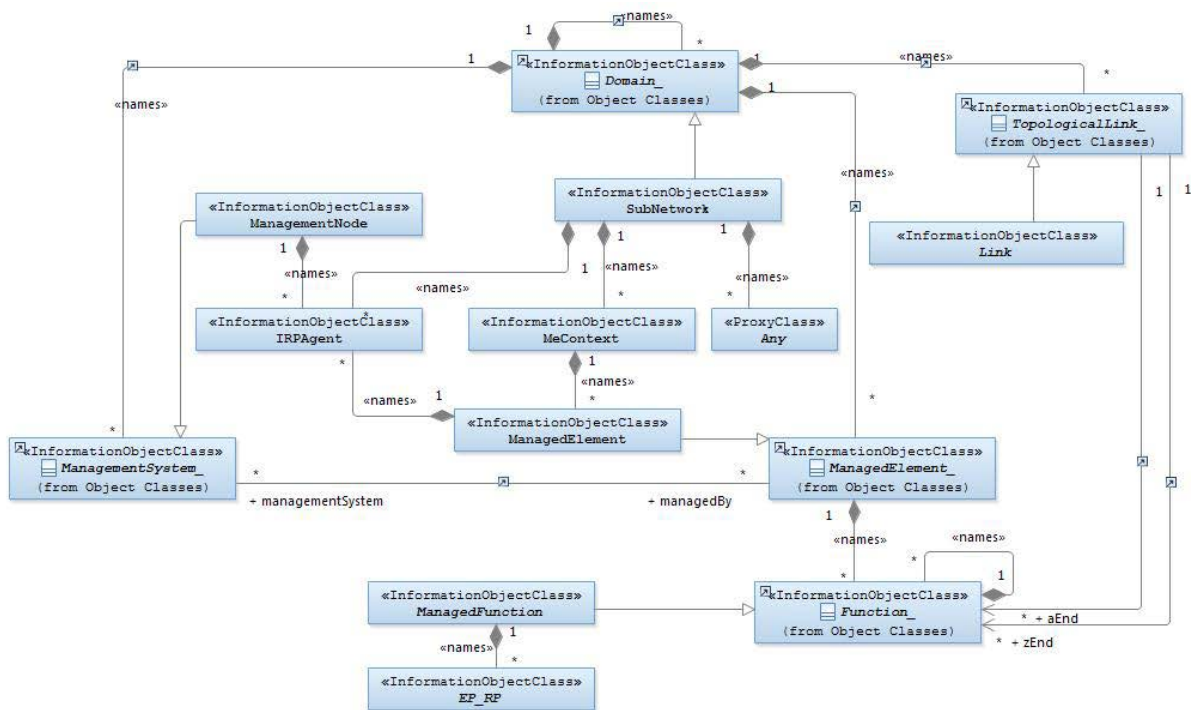 «names»
1
*
1
«InformationObjectClass»
Domain_
(from Object Classes)
1
«names»
*
1
«names»
«InformationObjectClass»
TopologicalLink_
(from Object Classes)
«names»
1
1
«InformationObjectClass»
SubNetwork
«InformationObjectClass»
ManagementNode
«InformationObjectClass»
Link
1
«names»
*
1
«names»
1
«names»
*
1
«names»
*
«InformationObjectClass»
IRPAgent
*
*
«InformationObjectClass»
MeContext
«ProxyClass»
Any
1
«names»
*
«names»
1
«InformationObjectClass»
ManagedElement
*
*
«InformationObjectClass»
ManagementSystem_
(from Object Classes)
*
+ managementSystem
*
+ managedBy
«InformationObjectClass»
ManagedElement_
(from Object Classes)
1
«names»
*
«names»
*
1
«InformationObjectClass»
ManagedFunction
«InformationObjectClass»
Function_
(from Object Classes)
* + aEnd
* + zEnd
1
«names»
*
«InformationObjectClass»
EP_RP